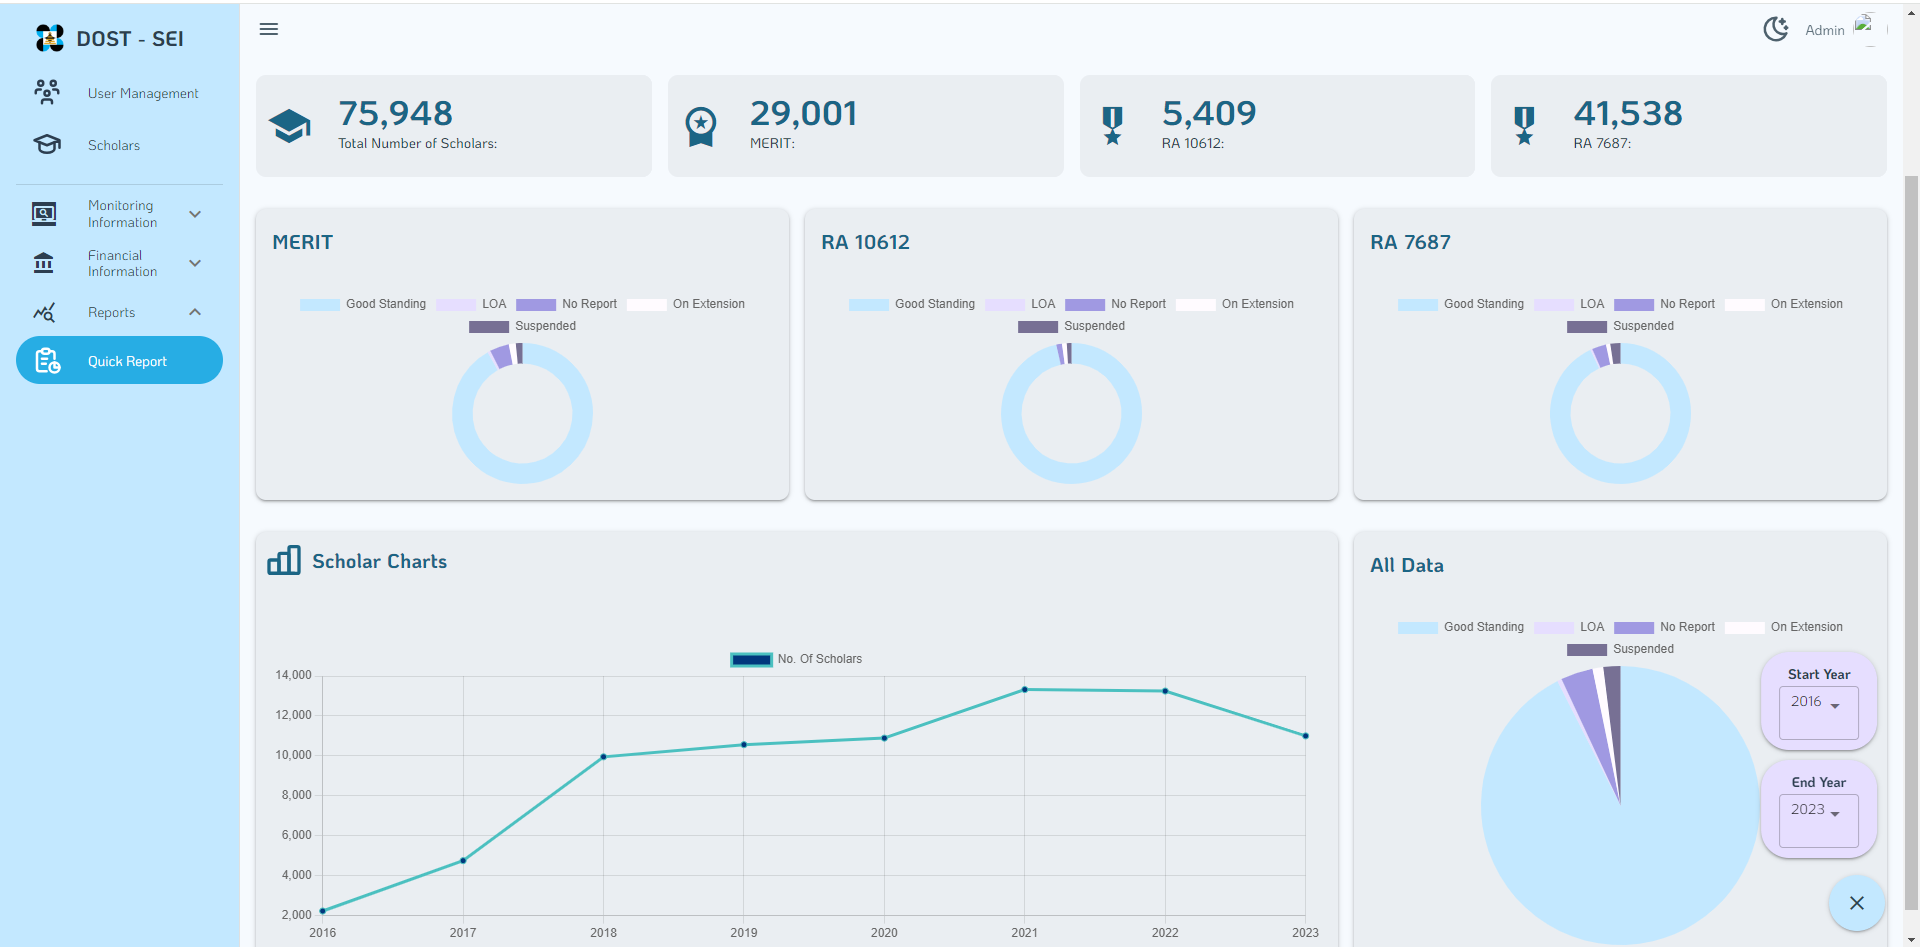 DOST - SEI
Admin
User Management
Scholars
Monitoring
Information
Financial
Information
Reports
Quick Report
75,948
Total Number of Scholars:
29,001
MERIT:
5,409
RA 10612:
41,538
RA 7687:
MERIT
Good Standing LOA No Report On Extension
Suspended
RA 10612
Good Standing LOA No Report On Extension
Suspended
RA 7687
Good Standing LOA No Report On Extension
Suspended
Scholar Charts
No. Of Scholars
14,000
12,000
10,000
8,000
6,000
4,000
2,000
2016 2017 2018 2019 2020 2021 2022 2023
All Data
Good Standing LOA No Report On Extension
Suspended
Start Year
2016
End Year
2023